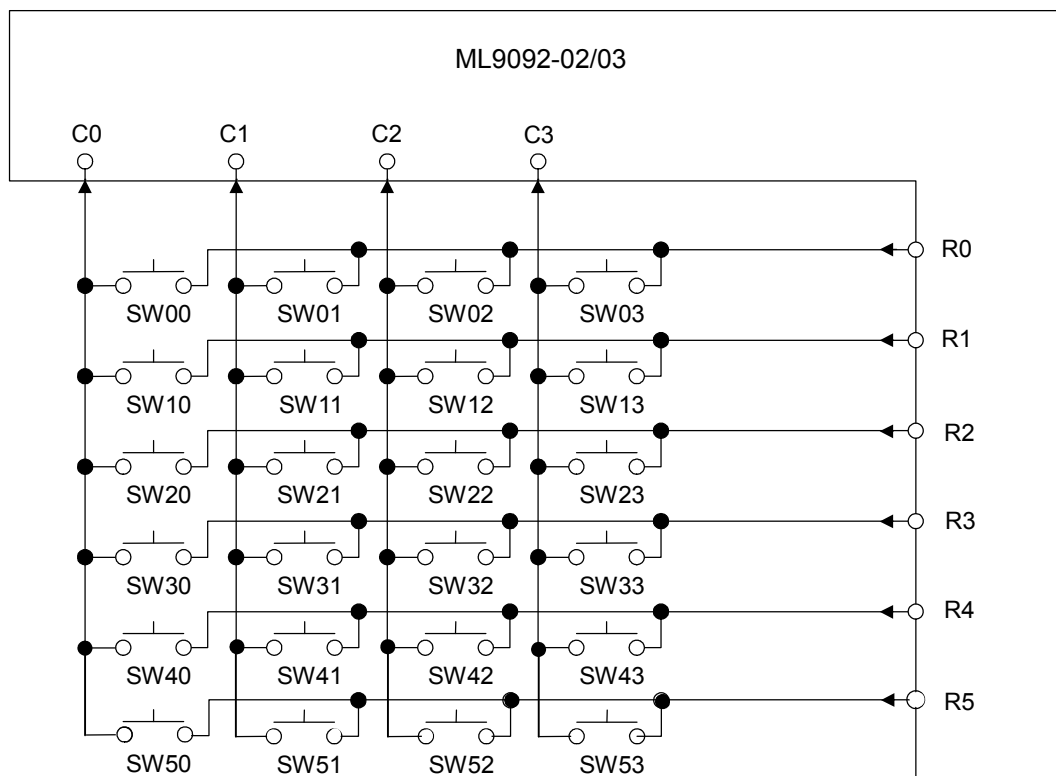 ML9092-02/03
C0 C1 C2 C3
R0
SW00 SW01 SW02 SW03
R1
SW10 SW11 SW12 SW13
R2
SW20 SW21 SW22 SW23
R3
SW30 SW31 SW32 SW33
R4
SW40 SW41 SW42 SW43
R5
SW50 SW51 SW52 SW53